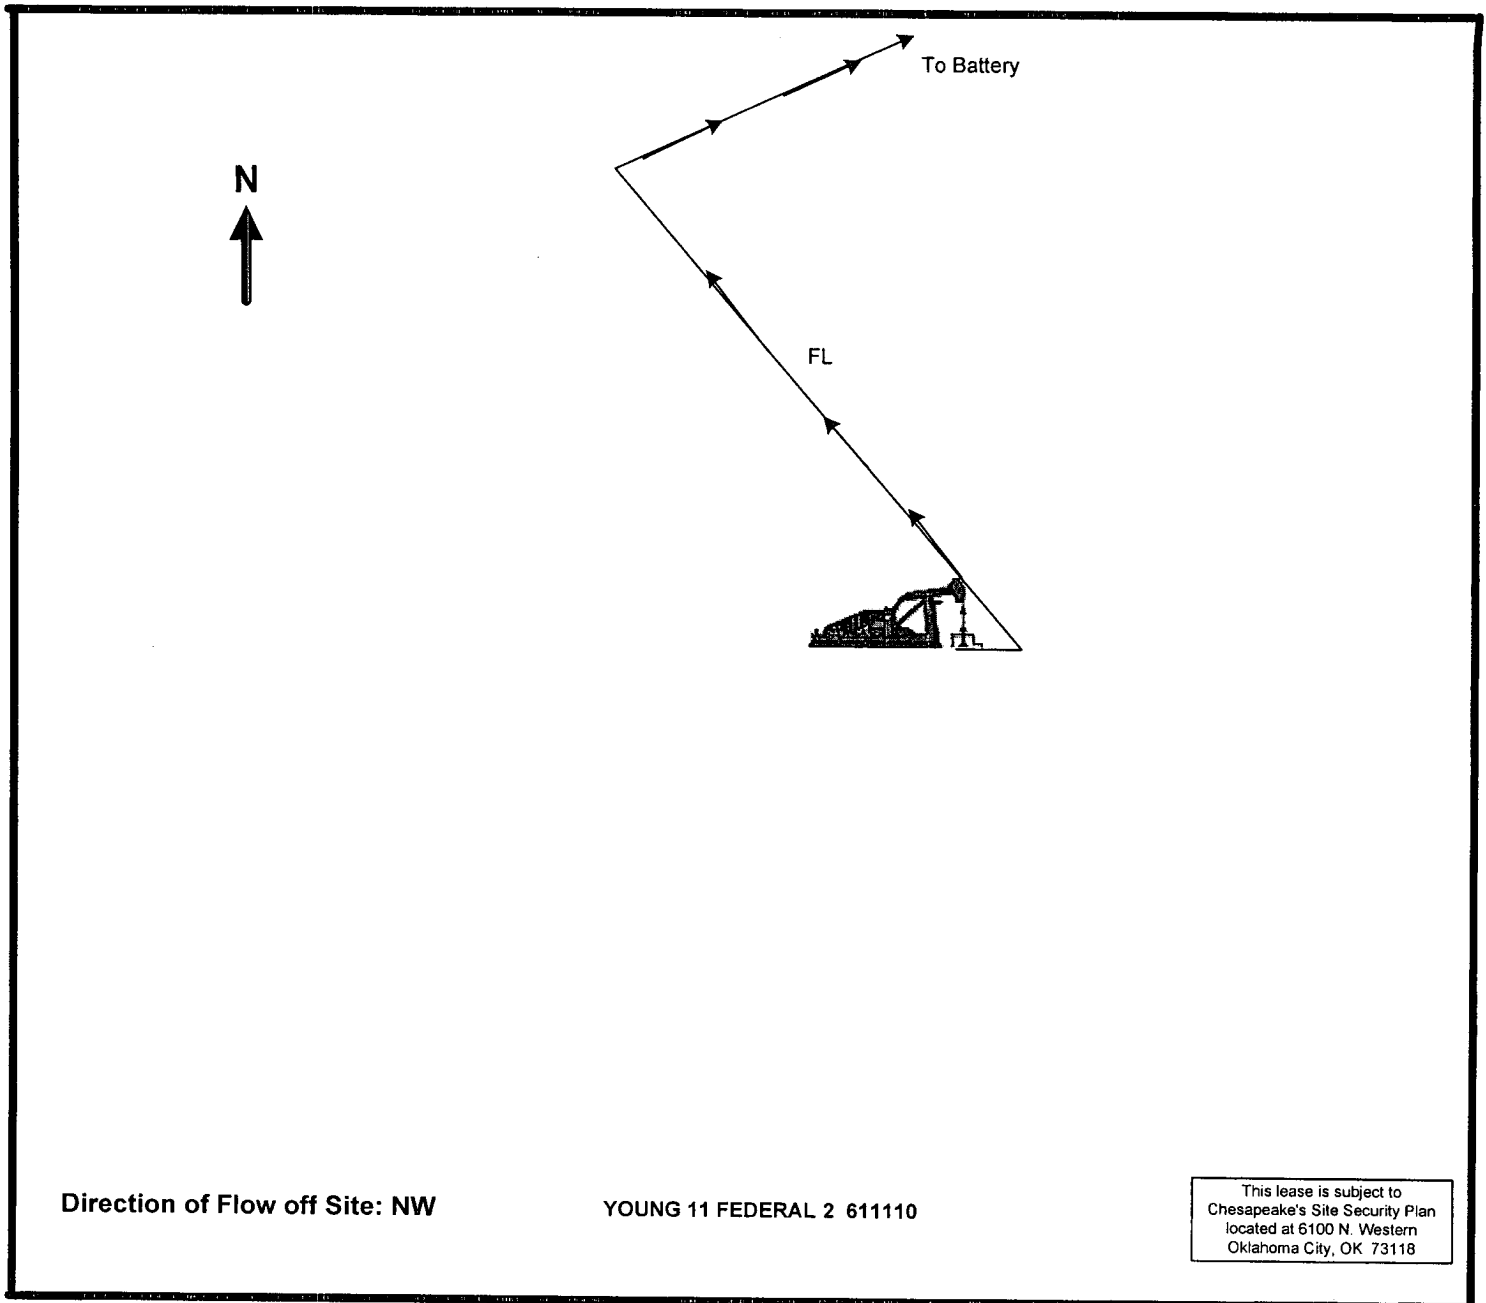 To Battery
N
FL
Direction of Flow off Site: NW
YOUNG 11 FEDERAL 2 611110
This lease is subject to
Chesapeake's Site Security Plan
located at 6100 N. Western
Oklahoma City, OK 73118